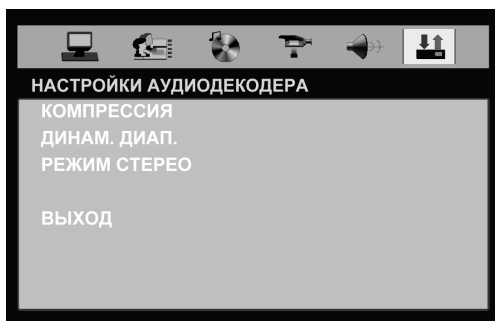 НАСТРОЙКИ АУДИОДЕКОДЕРА
КОМПРЕССИЯ
ДИНАМ. ДИАП.
РЕЖИМ СТЕРЕО
ВЫХОД